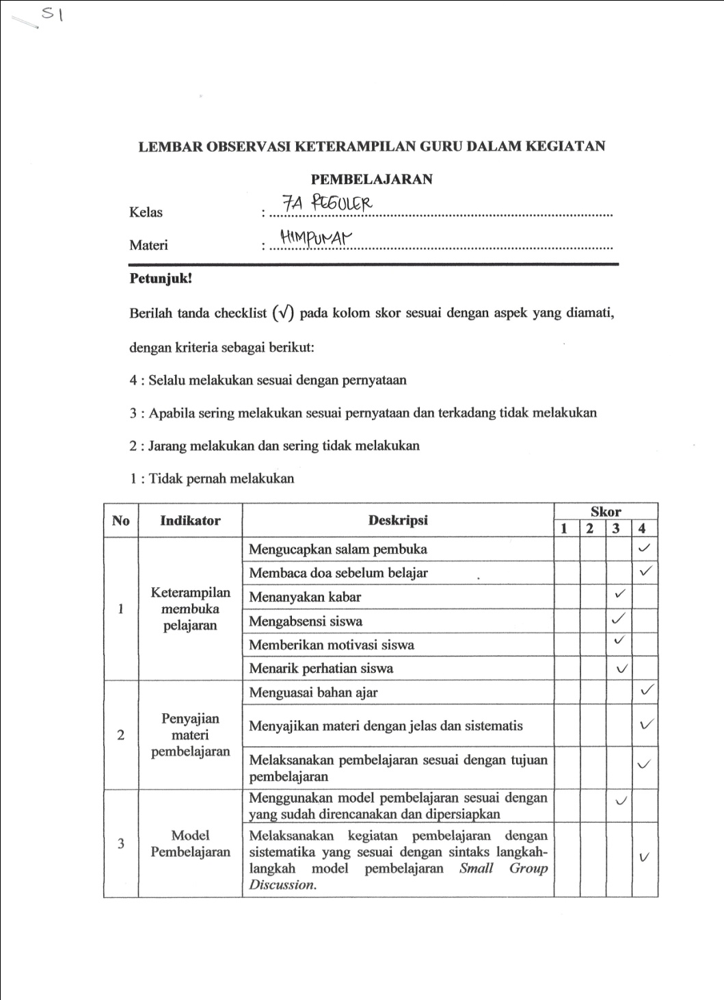 S1
LEMBAR OBSERVASI KETERAMPILAN GURU DALAM KEGIATAN
PEMBELAJARAN
Kelas : 7A REGULER
Materi : HIMPUNAN
Petunjuk!
Berilah tanda checklist (√) pada kolom skor sesuai dengan aspek yang diamati,
dengan kriteria sebagai berikut:
4 : Selalu melakukan sesuai dengan pernyataan
3 : Apabila sering melakukan sesuai pernyataan dan terkadang tidak melakukan
2 : Jarang melakukan dan sering tidak melakukan
1 : Tidak pernah melakukan
No Indikator Deskripsi Skor
1 2 3 4
1 Keterampilan
membuka
pelajaran
Mengucapkan salam pembuka ✓
Membaca doa sebelum belajar ✓
Menanyakan kabar ✓
Mengabsensi siswa ✓
Memberikan motivasi siswa ✓
Menarik perhatian siswa ✓
2 Penyajian
materi
pembelajaran
Menguasai bahan ajar ✓
Menyajikan materi dengan jelas dan sistematis ✓
Melaksanakan pembelajaran sesuai dengan tujuan
pembelajaran ✓
3 Model
Pembelajaran
Menggunakan model pembelajaran sesuai dengan
yang sudah direncanakan dan dipersiapkan ✓
Melaksanakan kegiatan pembelajaran dengan
sistematika yang sesuai dengan sintaks langkah-
langkah model pembelajaran Small Group
Discussion. ✓